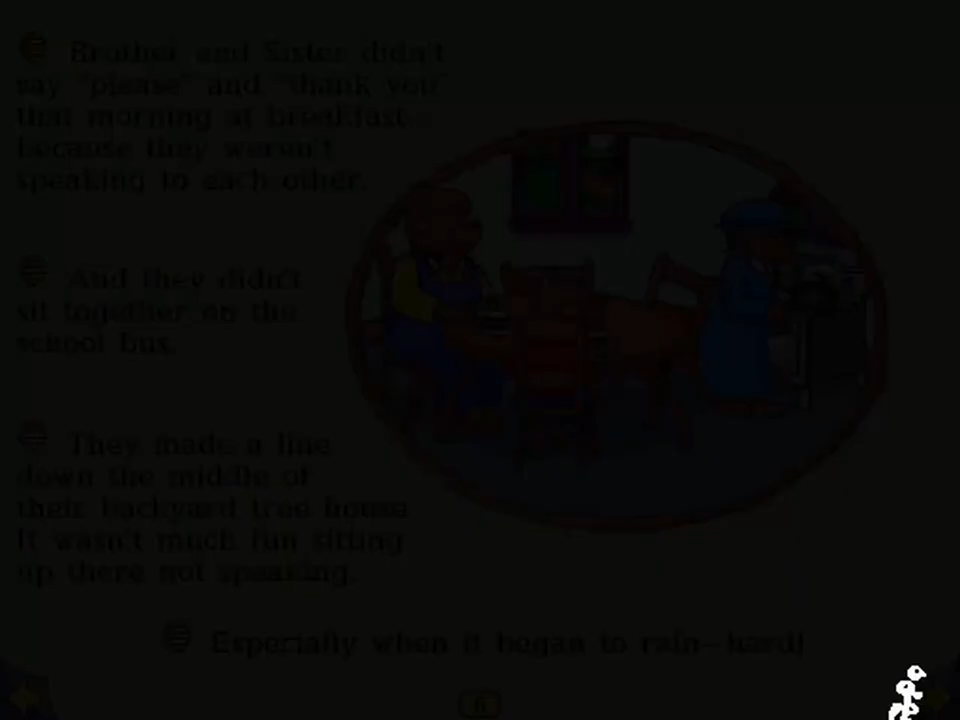 Brother and Sister didn't
say "please" and "thank you"
that morning at breakfast...
because they weren't
speaking to each other.
And they didn't
sit together on the
school bus.
They made a line
down the middle of
their backyard tree house.
It wasn't much fun sitting
up there not speaking.
Especially when it began to rain—hard!
6